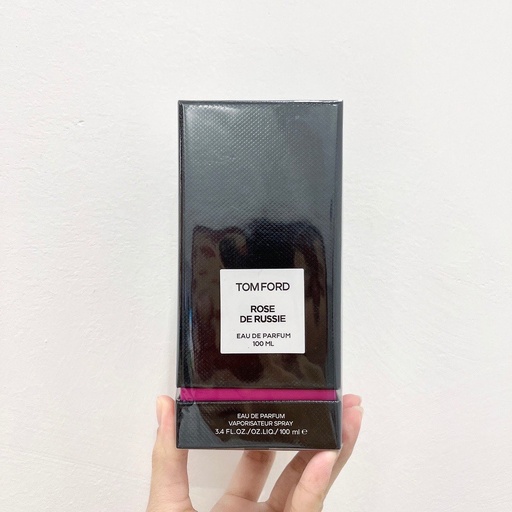 TOM FORD
ROSE
DE RUSSIE
EAU DE PARFUM
100 ML
EAU DE PARFUM
VAPORISATEUR SPRAY
3.4 FL.OZ./OZ.LIQ./ 100 ml ℮